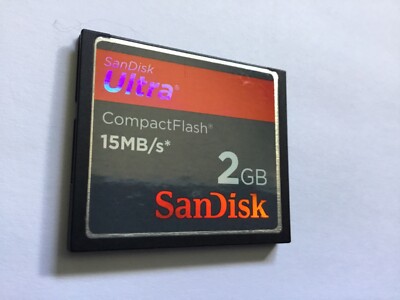 SanDisk
Ultra®
CompactFlash®
15MB/s*
2GB
SanDisk